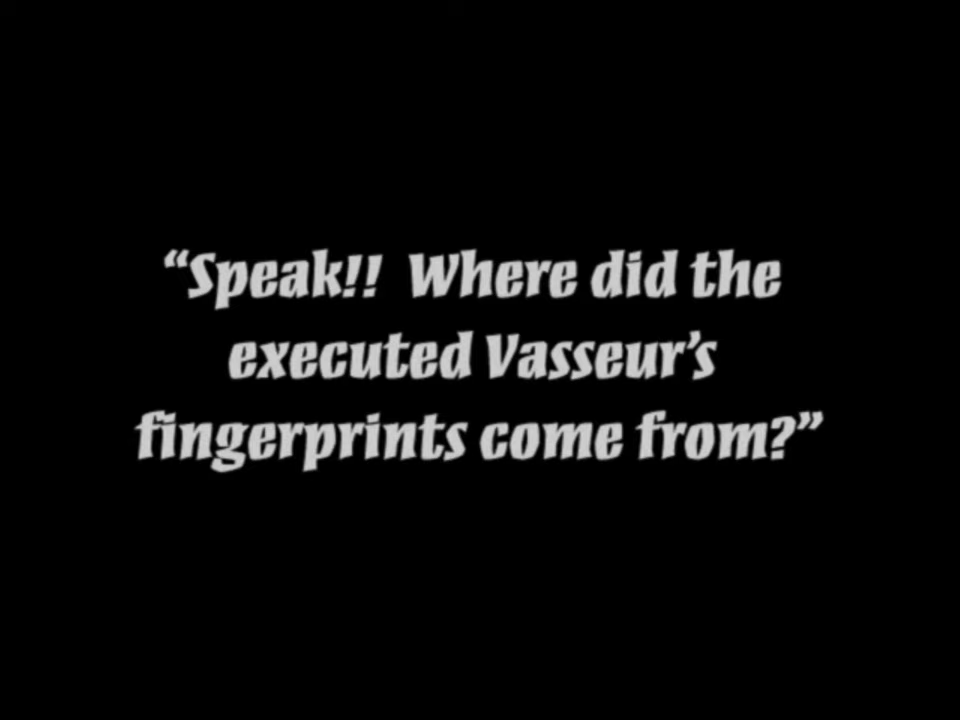 “Speak!!  Where did the
executed Vasseur’s
fingerprints come from?”